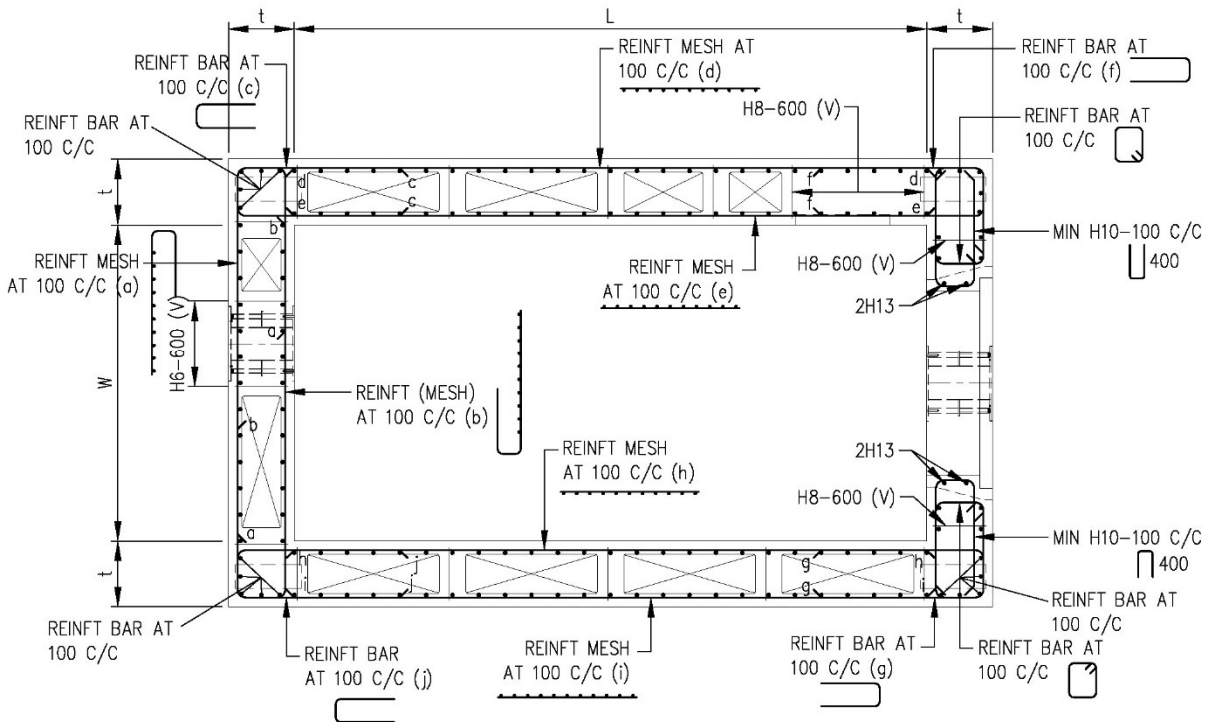 t
L
t
REINFT BAR AT
100 C/C (c)
REINFT MESH AT
100 C/C (d)
REINFT BAR AT
100 C/C (f)
H8-600 (V)
REINFT BAR AT
100 C/C
REINFT BAR AT
100 C/C
t
d
c
f
d
e
c
f
e
b
MIN H10-100 C/C
400
REINFT MESH
AT 100 C/C (a)
REINFT MESH
AT 100 C/C (e)
H8-600 (V)
2H13
H6-600 (V)
a
W
REINFT (MESH)
AT 100 C/C (b)
b
REINFT MESH
AT 100 C/C (h)
2H13
H8-600 (V)
a
MIN H10-100 C/C
400
t
h
j
g
h
i
j
g
i
REINFT BAR AT
100 C/C
REINFT BAR AT
100 C/C
REINFT BAR
AT 100 C/C (j)
REINFT MESH
AT 100 C/C (i)
REINFT BAR AT
100 C/C (g)
REINFT BAR AT
100 C/C